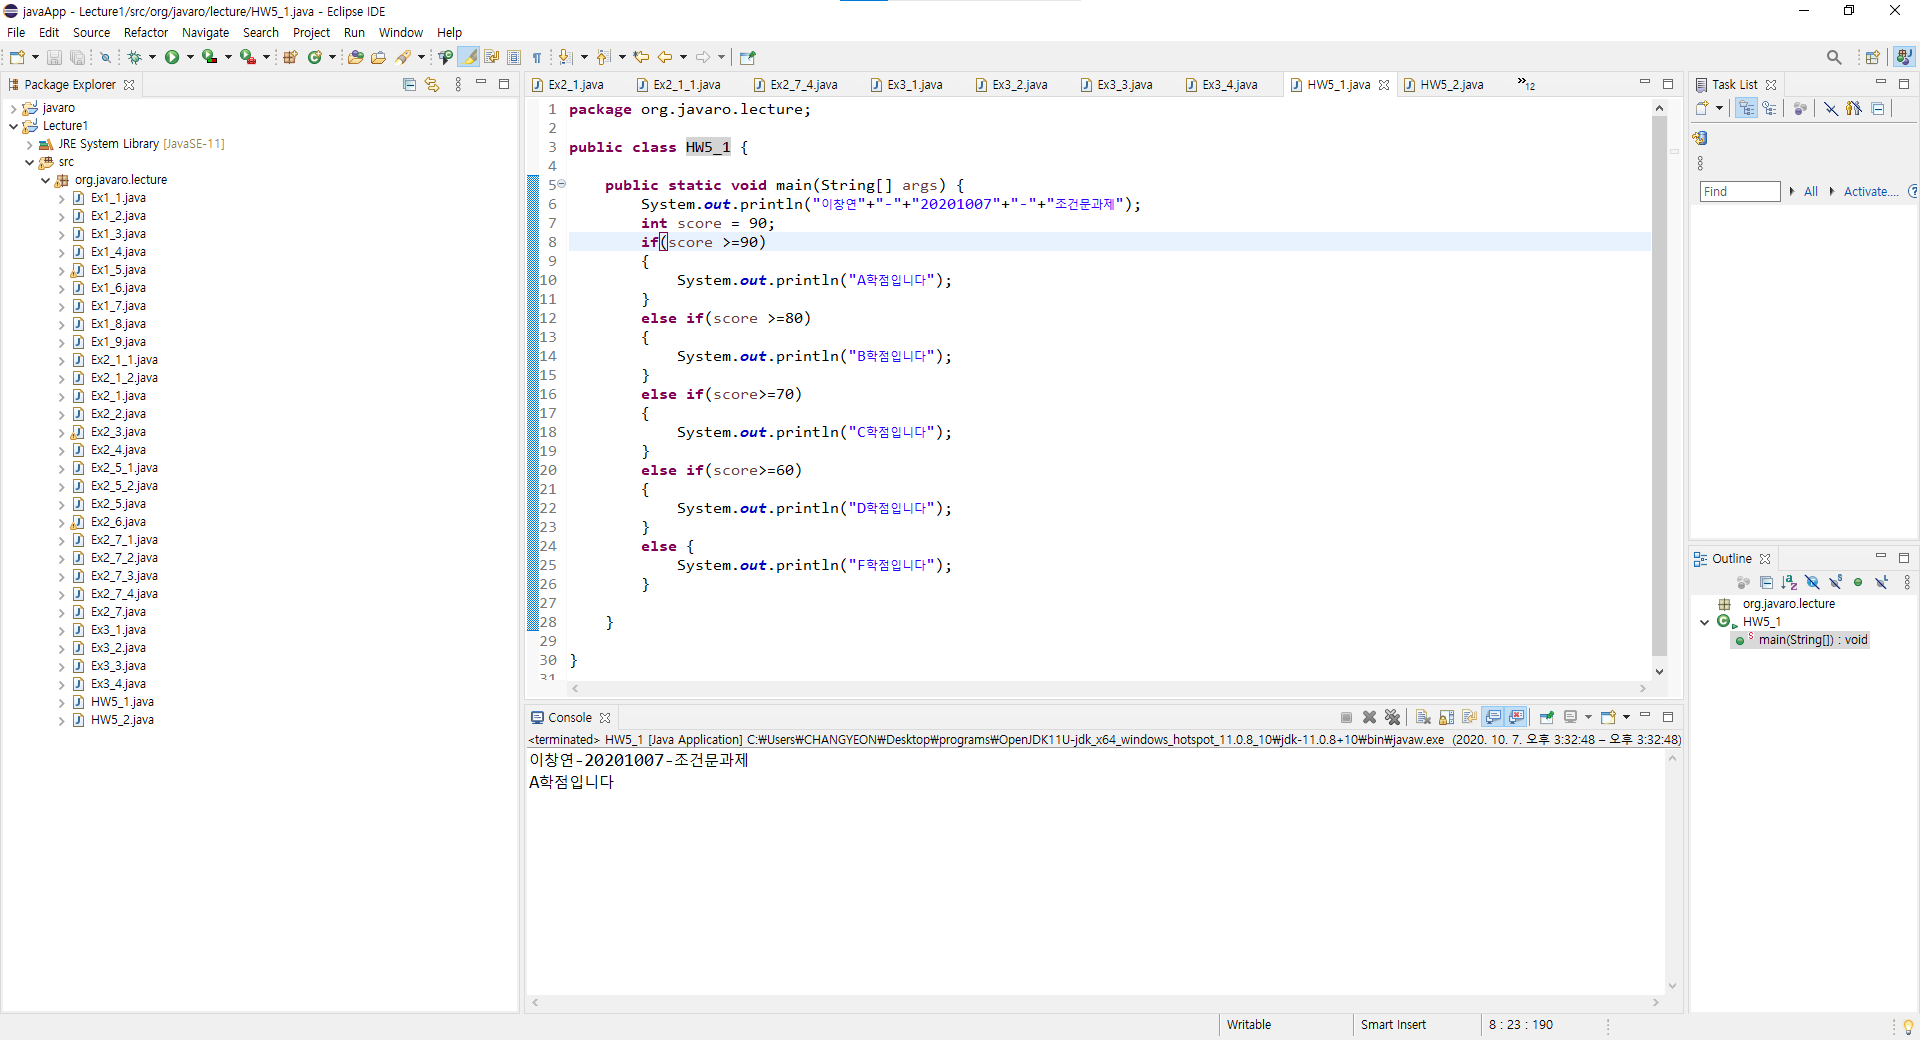 javaApp - Lecture1/src/org/javaro/lecture/HW5_1.java - Eclipse IDE
File Edit Source Refactor Navigate Search Project Run Window Help
Package Explorer
javaro
Lecture1
JRE System Library [JavaSE-11]
src
org.javaro.lecture
Ex1_1.java
Ex1_2.java
Ex1_3.java
Ex1_4.java
Ex1_5.java
Ex1_6.java
Ex1_7.java
Ex1_8.java
Ex1_9.java
Ex2_1_1.java
Ex2_1_2.java
Ex2_1.java
Ex2_2.java
Ex2_3.java
Ex2_4.java
Ex2_5_1.java
Ex2_5_2.java
Ex2_5.java
Ex2_6.java
Ex2_7_1.java
Ex2_7_2.java
Ex2_7_3.java
Ex2_7_4.java
Ex2_7.java
Ex3_1.java
Ex3_2.java
Ex3_3.java
Ex3_4.java
HW5_1.java
HW5_2.java
Ex2_1.java Ex2_1_1.java Ex2_7_4.java Ex3_1.java Ex3_2.java Ex3_3.java Ex3_4.java HW5_1.java HW5_2.java »12
1 package org.javaro.lecture;
2
3 public class HW5_1 {
4
5 public static void main(String[] args) {
6 System.out.println("이창연"+"-"+"20201007"+"-"+"조건문과제");
7 int score = 90;
8 if(score >=90)
9 {
10 System.out.println("A학점입니다");
11 }
12 else if(score >=80)
13 {
14 System.out.println("B학점입니다");
15 }
16 else if(score>=70)
17 {
18 System.out.println("C학점입니다");
19 }
20 else if(score>=60)
21 {
22 System.out.println("D학점입니다");
23 }
24 else {
25 System.out.println("F학점입니다");
26 }
27
28 }
29
30 }
31
Console
<terminated> HW5_1 [Java Application] C:₩Users₩CHANGYEON₩Desktop₩programs₩OpenJDK11U-jdk_x64_windows_hotspot_11.0.8_10₩jdk-11.0.8+10₩bin₩javaw.exe (2020. 10. 7. 오후 3:32:48 – 오후 3:32:48)
이창연-20201007-조건문과제
A학점입니다
Task List
Find All Activate...
Outline
org.javaro.lecture
HW5_1
main(String[]) : void
Writable Smart Insert 8 : 23 : 190